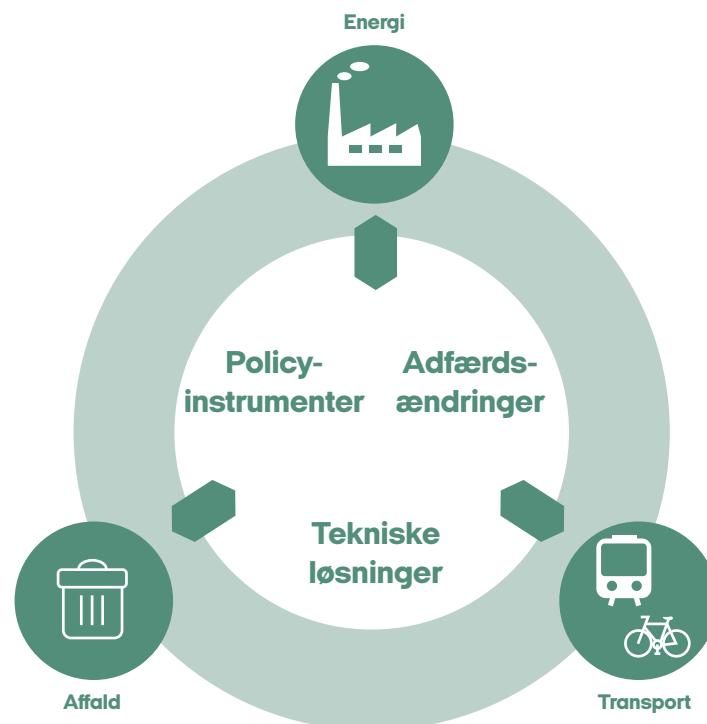 Energi
Policy-
instrumenter
Adfærds-
ændringer
Tekniske
løsninger
Affald
Transport